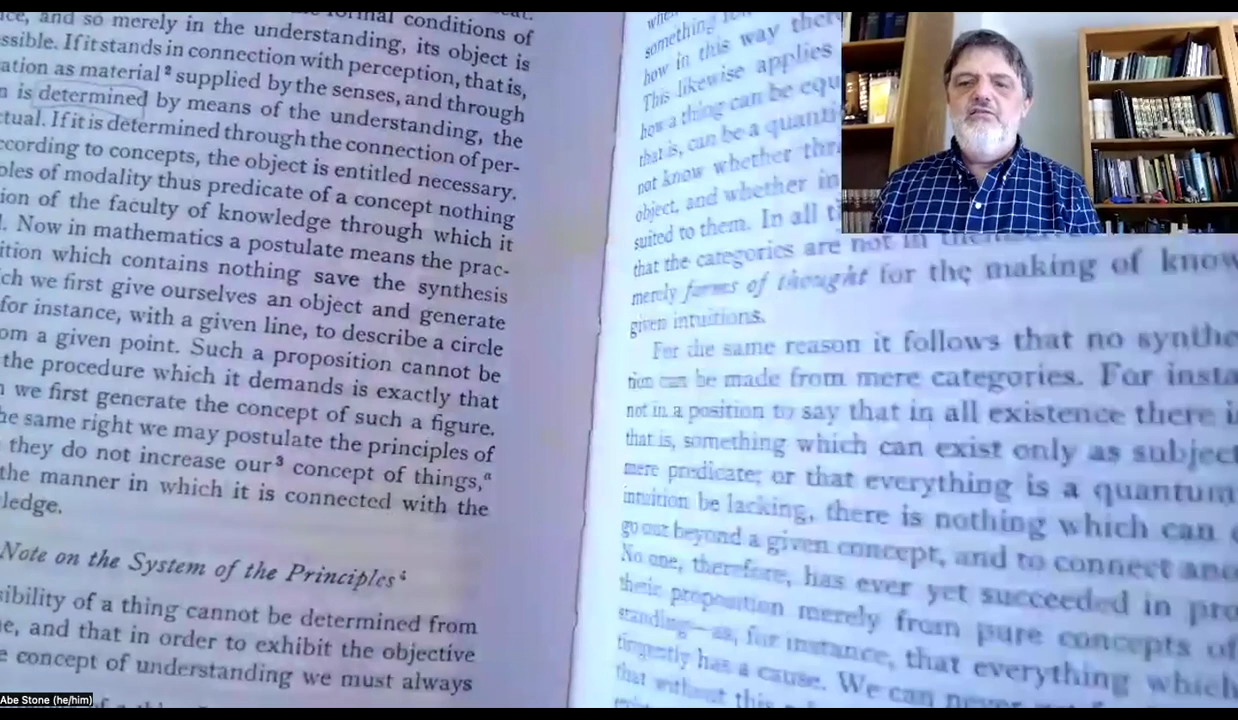 nce, and so merely in the understanding, its object is
ssible. If it stands in connection with perception, that is,
ation as material² supplied by the senses, and through
n is determined by means of the understanding, the
ctual. If it is determined through the connection of per-
ccording to concepts, the object is entitled necessary.
ples of modality thus predicate of a concept nothing
ion of the faculty of knowledge through which it
l. Now in mathematics a postulate means the prac-
ition which contains nothing save the synthesis
ch we first give ourselves an object and generate
for instance, with a given line, to describe a circle
om a given point. Such a proposition cannot be
the procedure which it demands is exactly that
h we first generate the concept of such a figure.
he same right we may postulate the principles of
they do not increase our³ concept of things,ᵃ
the manner in which it is connected with the
ledge.
Note on the System of the Principles⁴
sibility of a thing cannot be determined from
e, and that in order to exhibit the objective
e concept of understanding we must always
something
how in this way there
This likewise applies
how a thing can be equ
that is, can be a quanti
not know whether thr
object, and whether in
suited to them. In all t
that the categories are not in themselve
merely forms of thought for the making of know
given intuitions.
For the same reason it follows that no synthe
tion can be made from mere categories. For insta
not in a position to say that in all existence there i
that is, something which can exist only as subject
mere predicate; or that everything is a quantum
intuition be lacking, there is nothing which can
go out beyond a given concept, and to connect ano
No one, therefore, has ever yet succeeded in pro
thetic proposition merely from pure concepts of
standing—as, for instance, that everything which
tingently has a cause. We can never
that without this
Abe Stone (he/him)